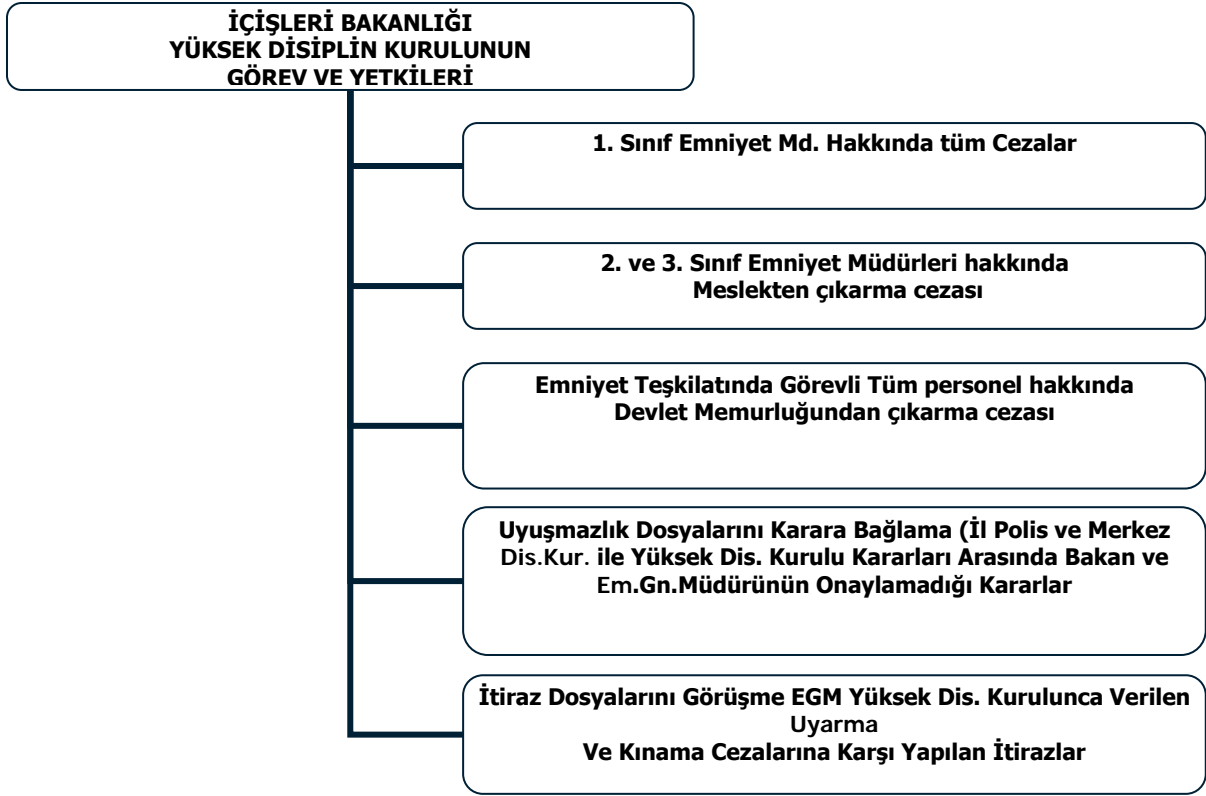 İÇİŞLERİ BAKANLIĞI
YÜKSEK DİSİPLİN KURULUNUN
GÖREV VE YETKİLERİ
1. Sınıf Emniyet Md. Hakkında tüm Cezalar
2. ve 3. Sınıf Emniyet Müdürleri hakkında
Meslekten çıkarma cezası
Emniyet Teşkilatında Görevli Tüm personel hakkında
Devlet Memurluğundan çıkarma cezası
Uyuşmazlık Dosyalarını Karara Bağlama (İl Polis ve Merkez
Dis.Kur. ile Yüksek Dis. Kurulu Kararları Arasında Bakan ve
Em.Gn.Müdürünün Onaylamadığı Kararlar
İtiraz Dosyalarını Görüşme EGM Yüksek Dis. Kurulunca Verilen
Uyarma
Ve Kınama Cezalarına Karşı Yapılan İtirazlar